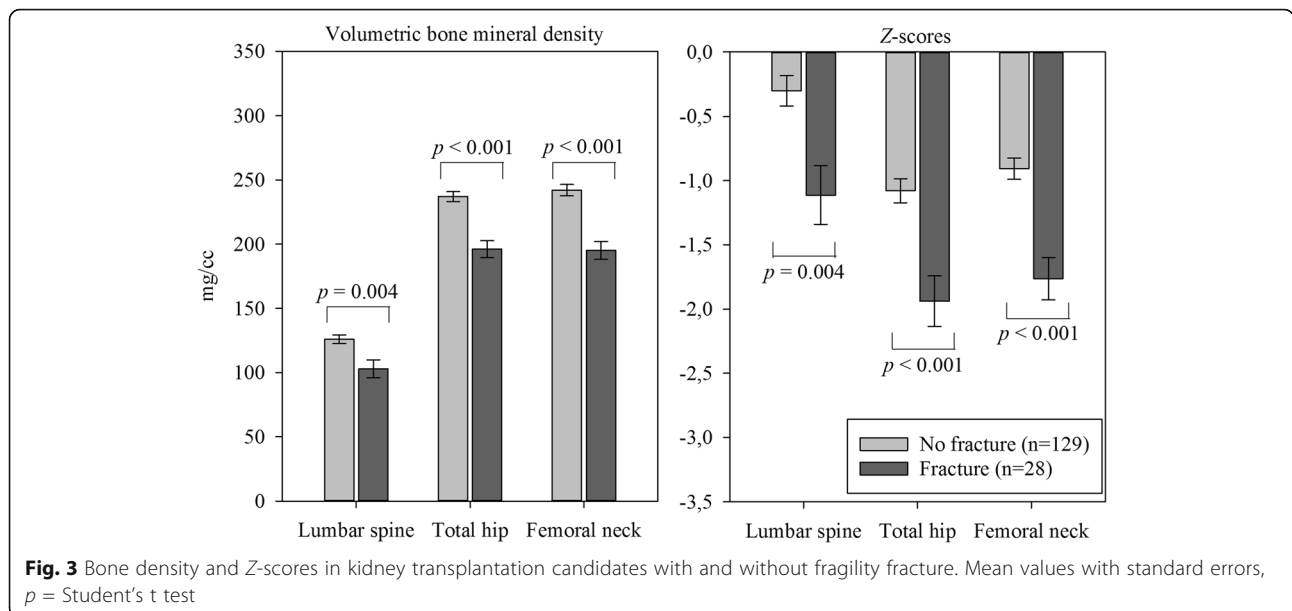 Volumetric bone mineral density
350
300
250
200
150
100
50
0
mg/cc
p = 0.004
p < 0.001
p < 0.001
Lumbar spine Total hip Femoral neck
Z-scores
0,0
-0,5
-1,0
-1,5
-2,0
-2,5
-3,0
-3,5
p = 0.004
p < 0.001
p < 0.001
No fracture (n=129)
Fracture (n=28)
Lumbar spine Total hip Femoral neck
Fig. 3 Bone density and Z-scores in kidney transplantation candidates with and without fragility fracture. Mean values with standard errors,
p = Student's t test